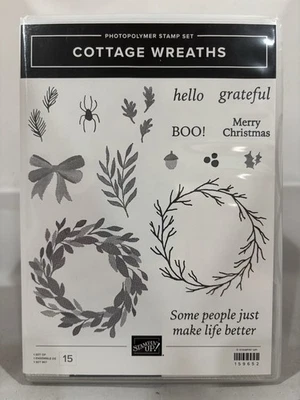 PHOTOPOLYMER STAMP SET
COTTAGE WREATHS
hello
grateful
BOO!
Merry
Christmas
Some people just
make life better
STAMPIN' UP!
15